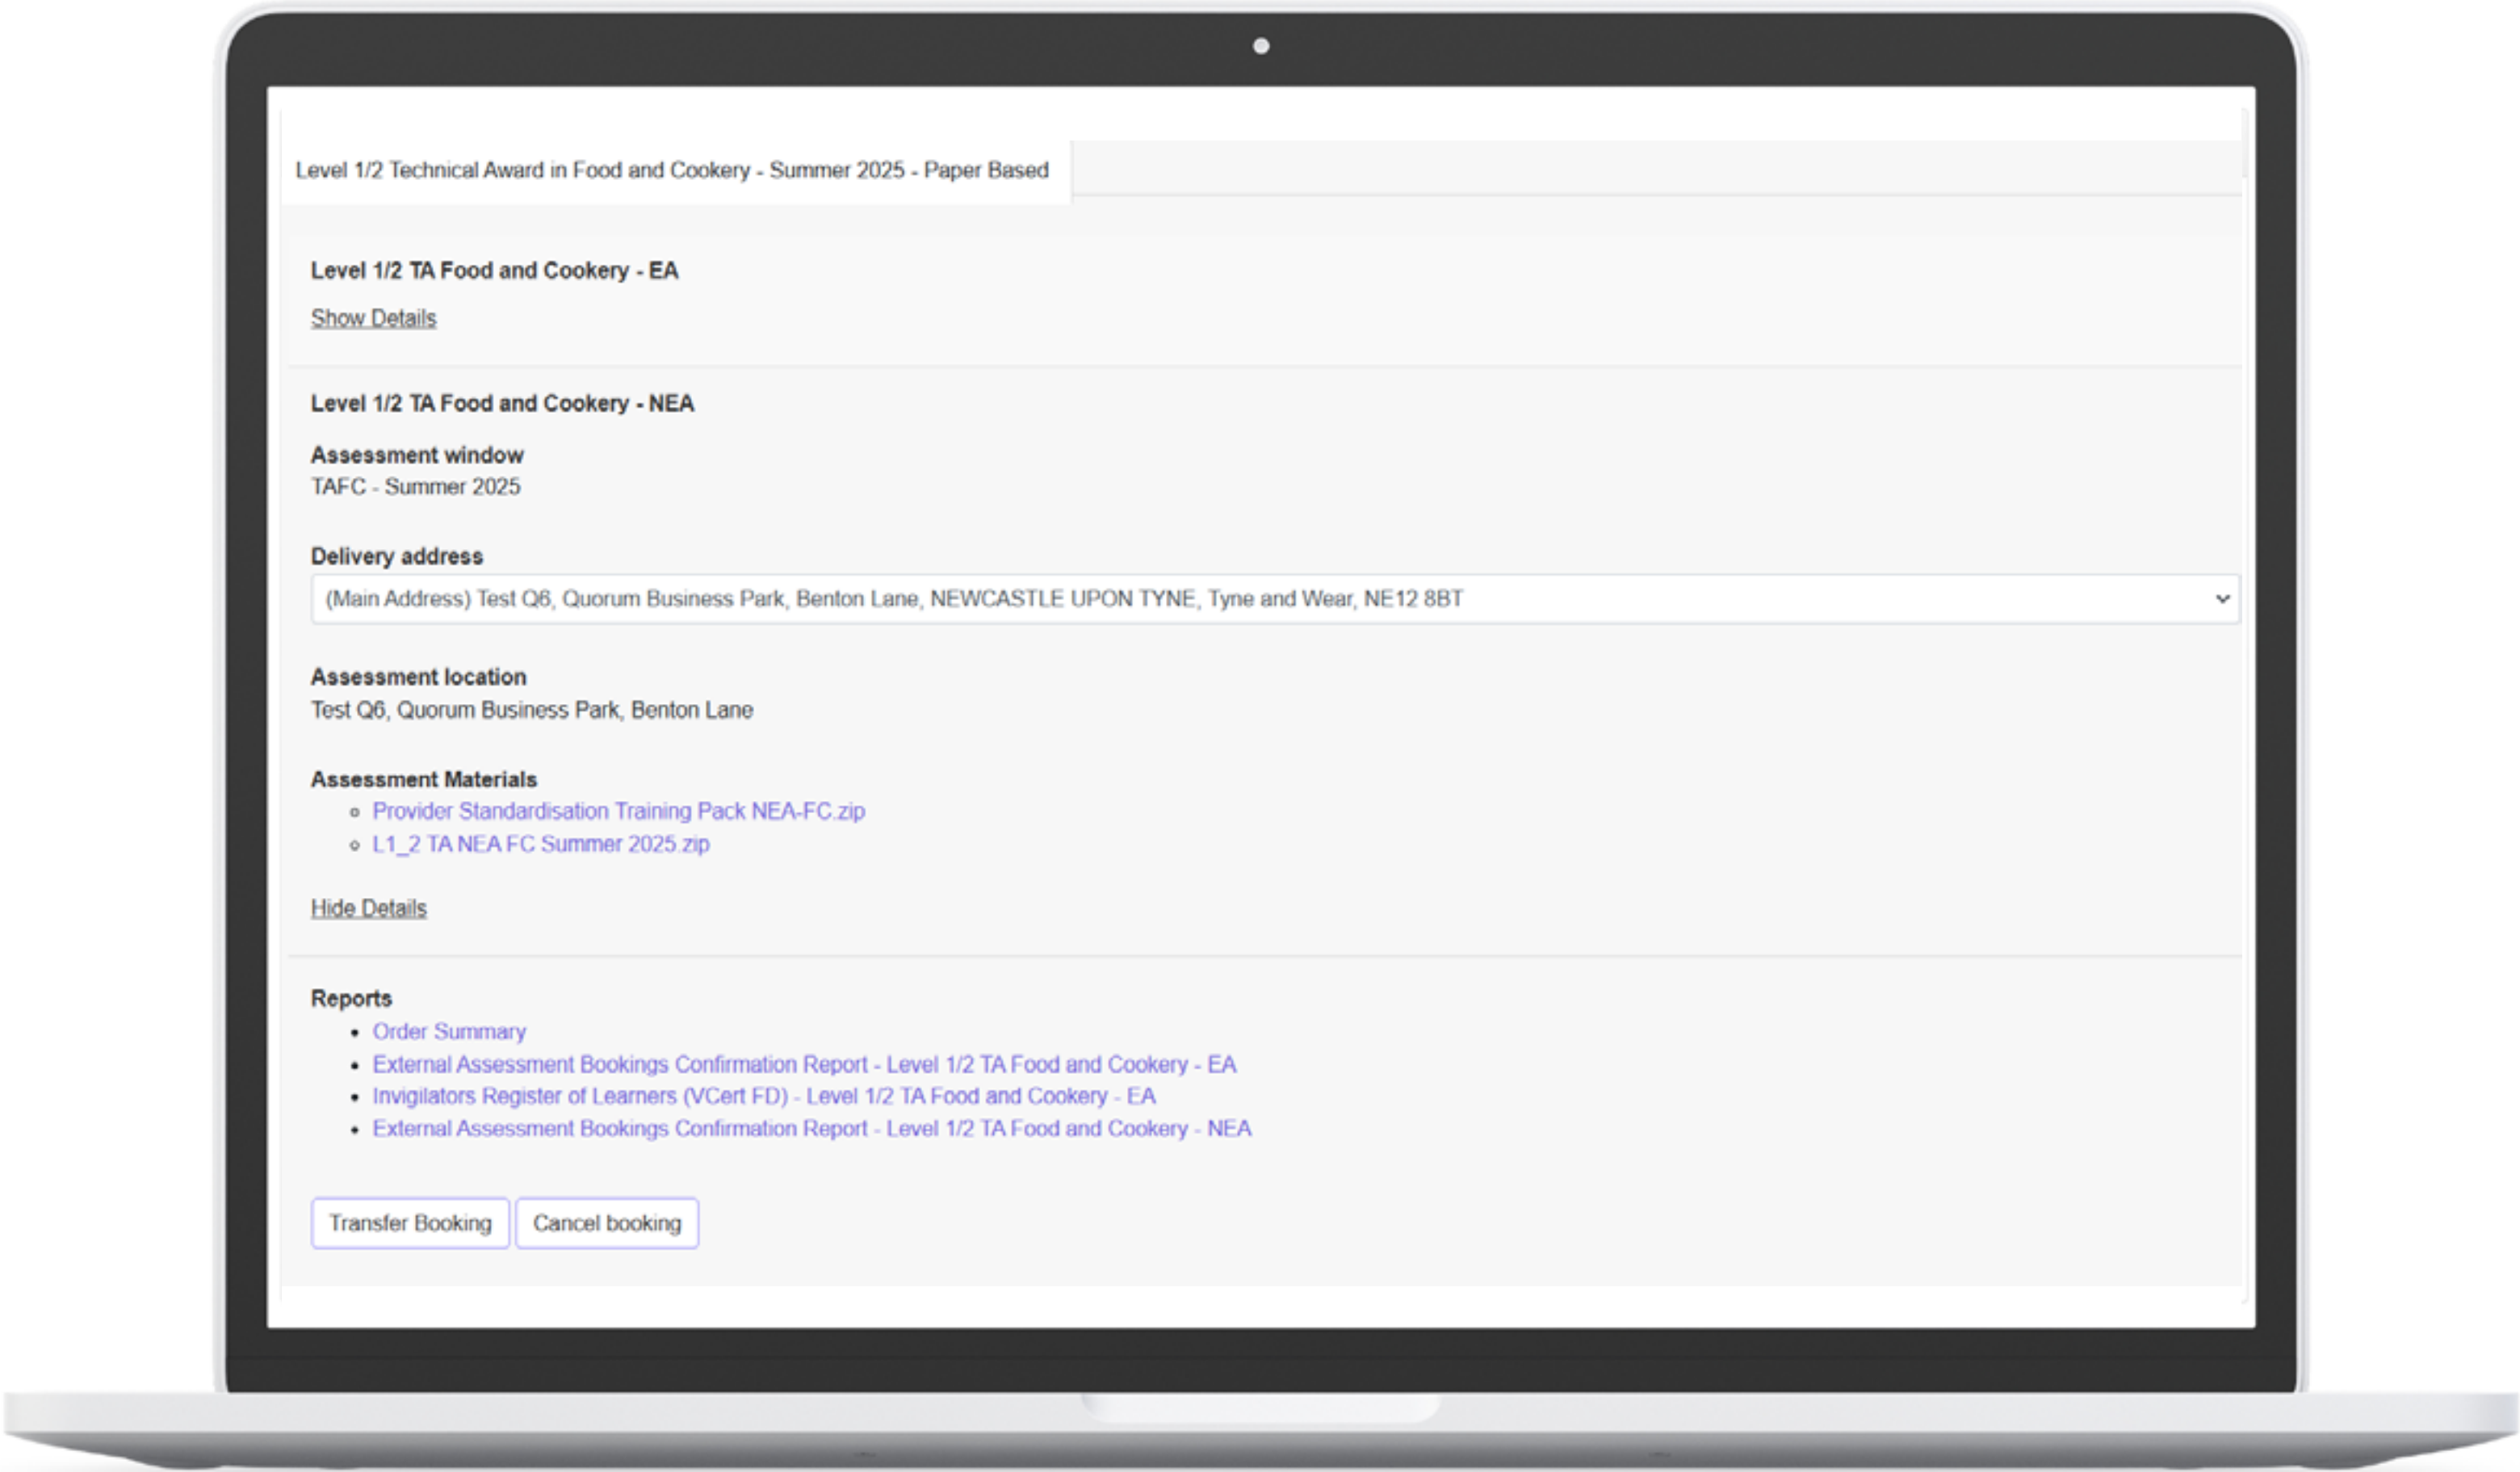 Level 1/2 Technical Award in Food and Cookery - Summer 2025 - Paper Based
Level 1/2 TA Food and Cookery - EA
Show Details
Level 1/2 TA Food and Cookery - NEA
Assessment window
TAFC - Summer 2025
Delivery address
(Main Address) Test Q6, Quorum Business Park, Benton Lane, NEWCASTLE UPON TYNE, Tyne and Wear, NE12 8BT
Assessment location
Test Q6, Quorum Business Park, Benton Lane
Assessment Materials
Provider Standardisation Training Pack NEA-FC.zip
L1_2 TA NEA FC Summer 2025.zip
Hide Details
Reports
Order Summary
External Assessment Bookings Confirmation Report - Level 1/2 TA Food and Cookery - EA
Invigilators Register of Learners (VCert FD) - Level 1/2 TA Food and Cookery - EA
External Assessment Bookings Confirmation Report - Level 1/2 TA Food and Cookery - NEA
Transfer Booking Cancel booking